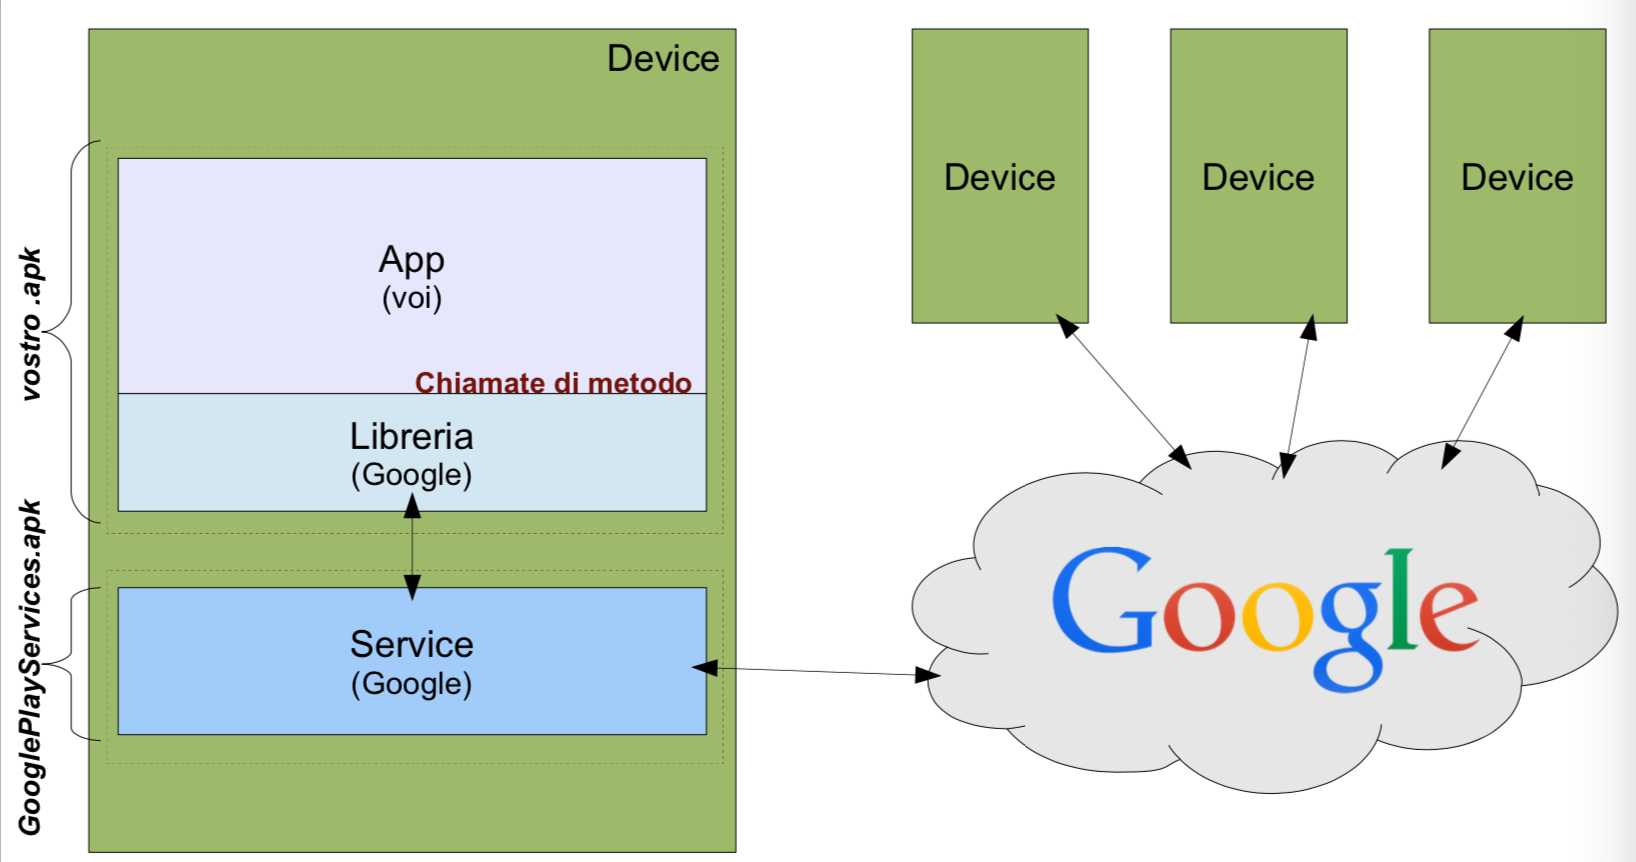 Device
vostro .apk
App
(voi)
Chiamate di metodo
Libreria
(Google)
GooglePlayServices.apk
Service
(Google)
Device
Device
Device
Google